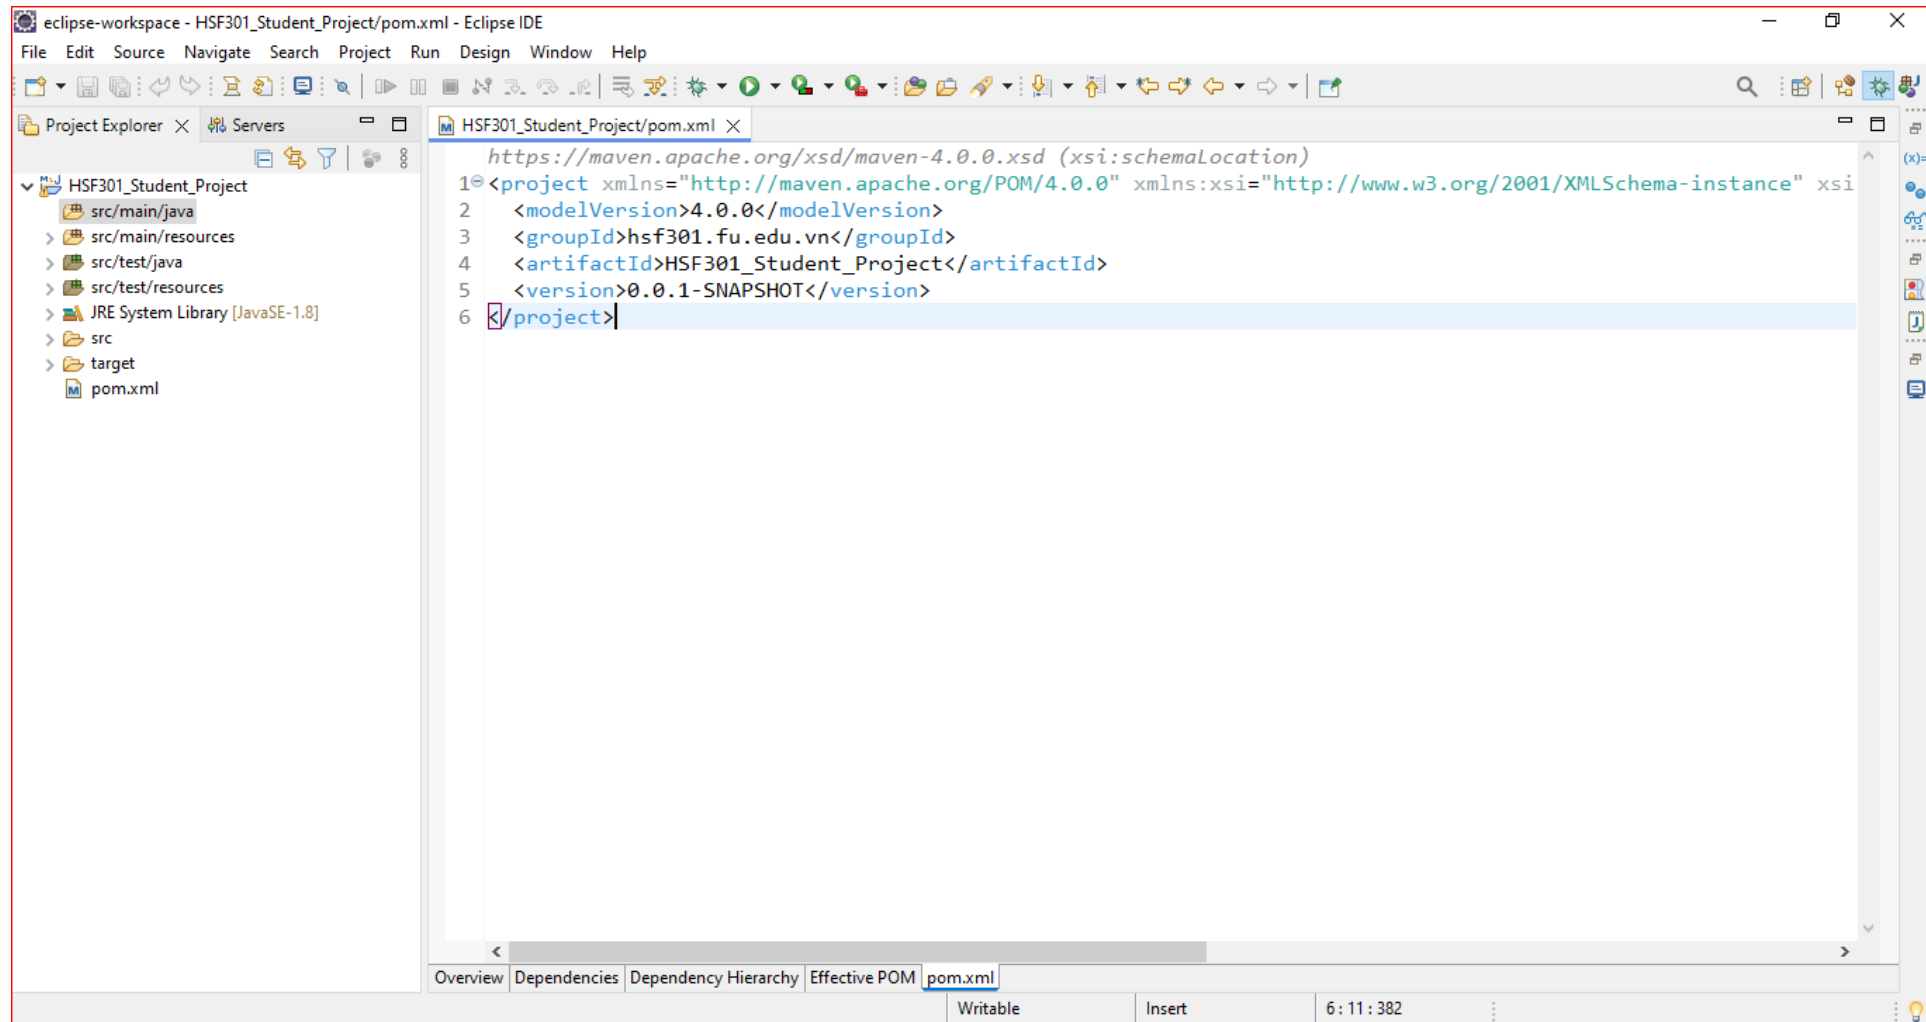 eclipse-workspace - HSF301_Student_Project/pom.xml - Eclipse IDE
File Edit Source Navigate Search Project Run Design Window Help
Project Explorer
Servers
HSF301_Student_Project
src/main/java
src/main/resources
src/test/java
src/test/resources
JRE System Library [JavaSE-1.8]
src
target
pom.xml
HSF301_Student_Project/pom.xml
https://maven.apache.org/xsd/maven-4.0.0.xsd (xsi:schemaLocation)
1 <project xmlns="http://maven.apache.org/POM/4.0.0" xmlns:xsi="http://www.w3.org/2001/XMLSchema-instance" xsi
2 <modelVersion>4.0.0</modelVersion>
3 <groupId>hsf301.fu.edu.vn</groupId>
4 <artifactId>HSF301_Student_Project</artifactId>
5 <version>0.0.1-SNAPSHOT</version>
6 </project>
(x)=
Overview Dependencies Dependency Hierarchy Effective POM pom.xml
Writable Insert 6 : 11 : 382